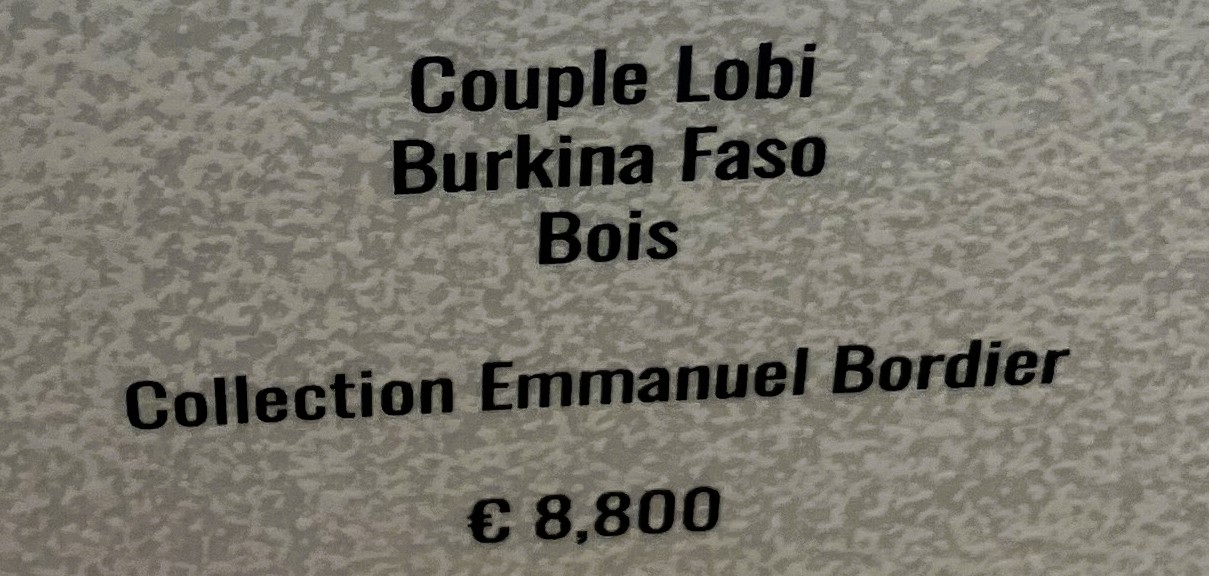 Couple Lobi
Burkina Faso
Bois
Collection Emmanuel Bordier
€ 8,800